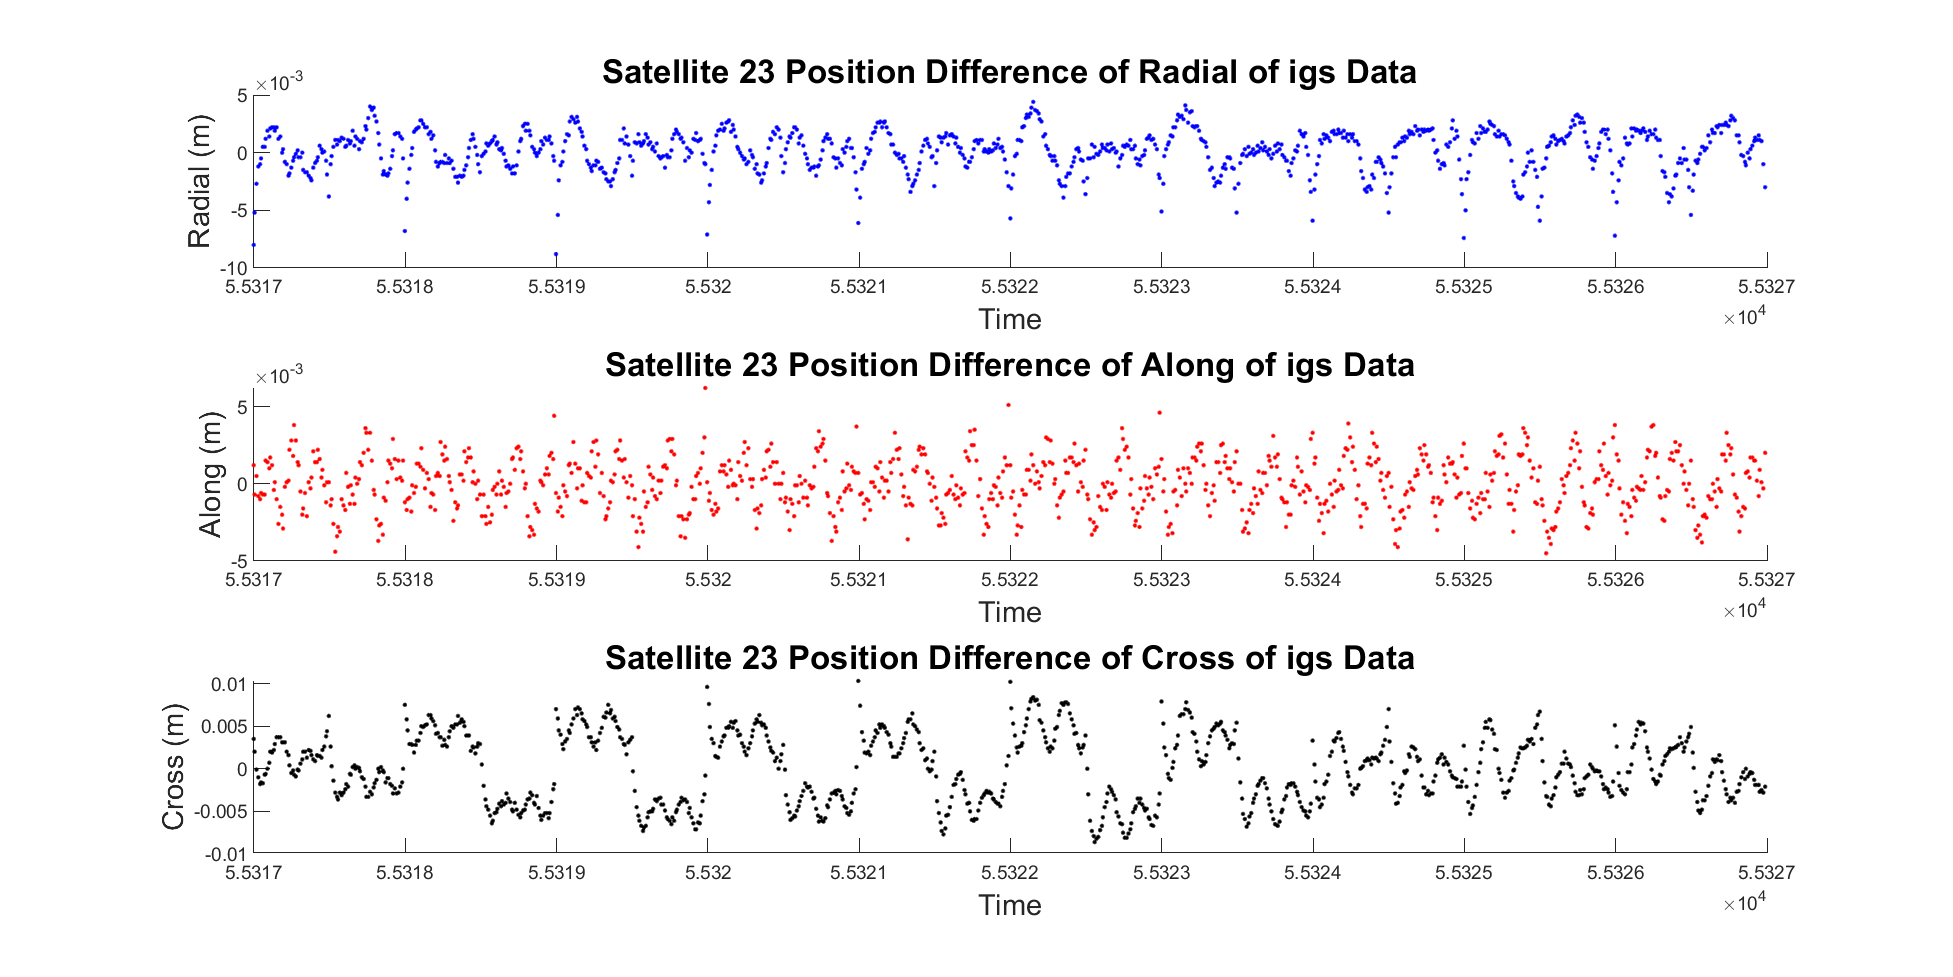 Satellite 23 Position Difference of Radial of igs Data
×10-3
5
0
-5
-10
Radial (m)
5.5317 5.5318 5.5319 5.532 5.5321 5.5322 5.5323 5.5324 5.5325 5.5326 5.5327
Time
×104
Satellite 23 Position Difference of Along of igs Data
×10-3
5
0
-5
Along (m)
5.5317 5.5318 5.5319 5.532 5.5321 5.5322 5.5323 5.5324 5.5325 5.5326 5.5327
Time
×104
Satellite 23 Position Difference of Cross of igs Data
0.01
0.005
0
-0.005
-0.01
Cross (m)
5.5317 5.5318 5.5319 5.532 5.5321 5.5322 5.5323 5.5324 5.5325 5.5326 5.5327
Time
×104